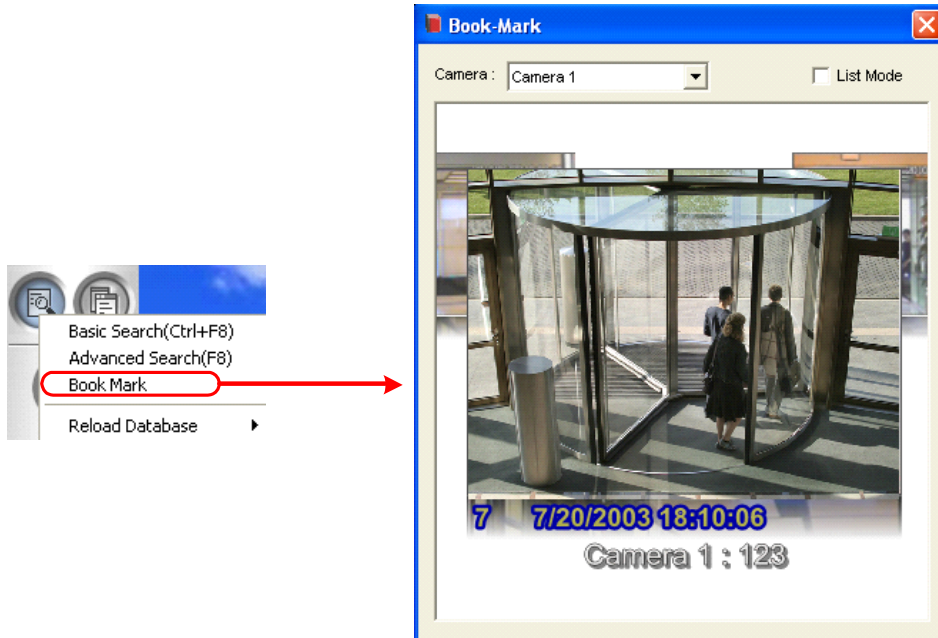 Book-Mark
Camera : Camera 1 List Mode
Basic Search(Ctrl+F8)
Advanced Search(F8)
Book Mark
Reload Database
7 7/20/2003 18:10:06
Camera 1 : 123